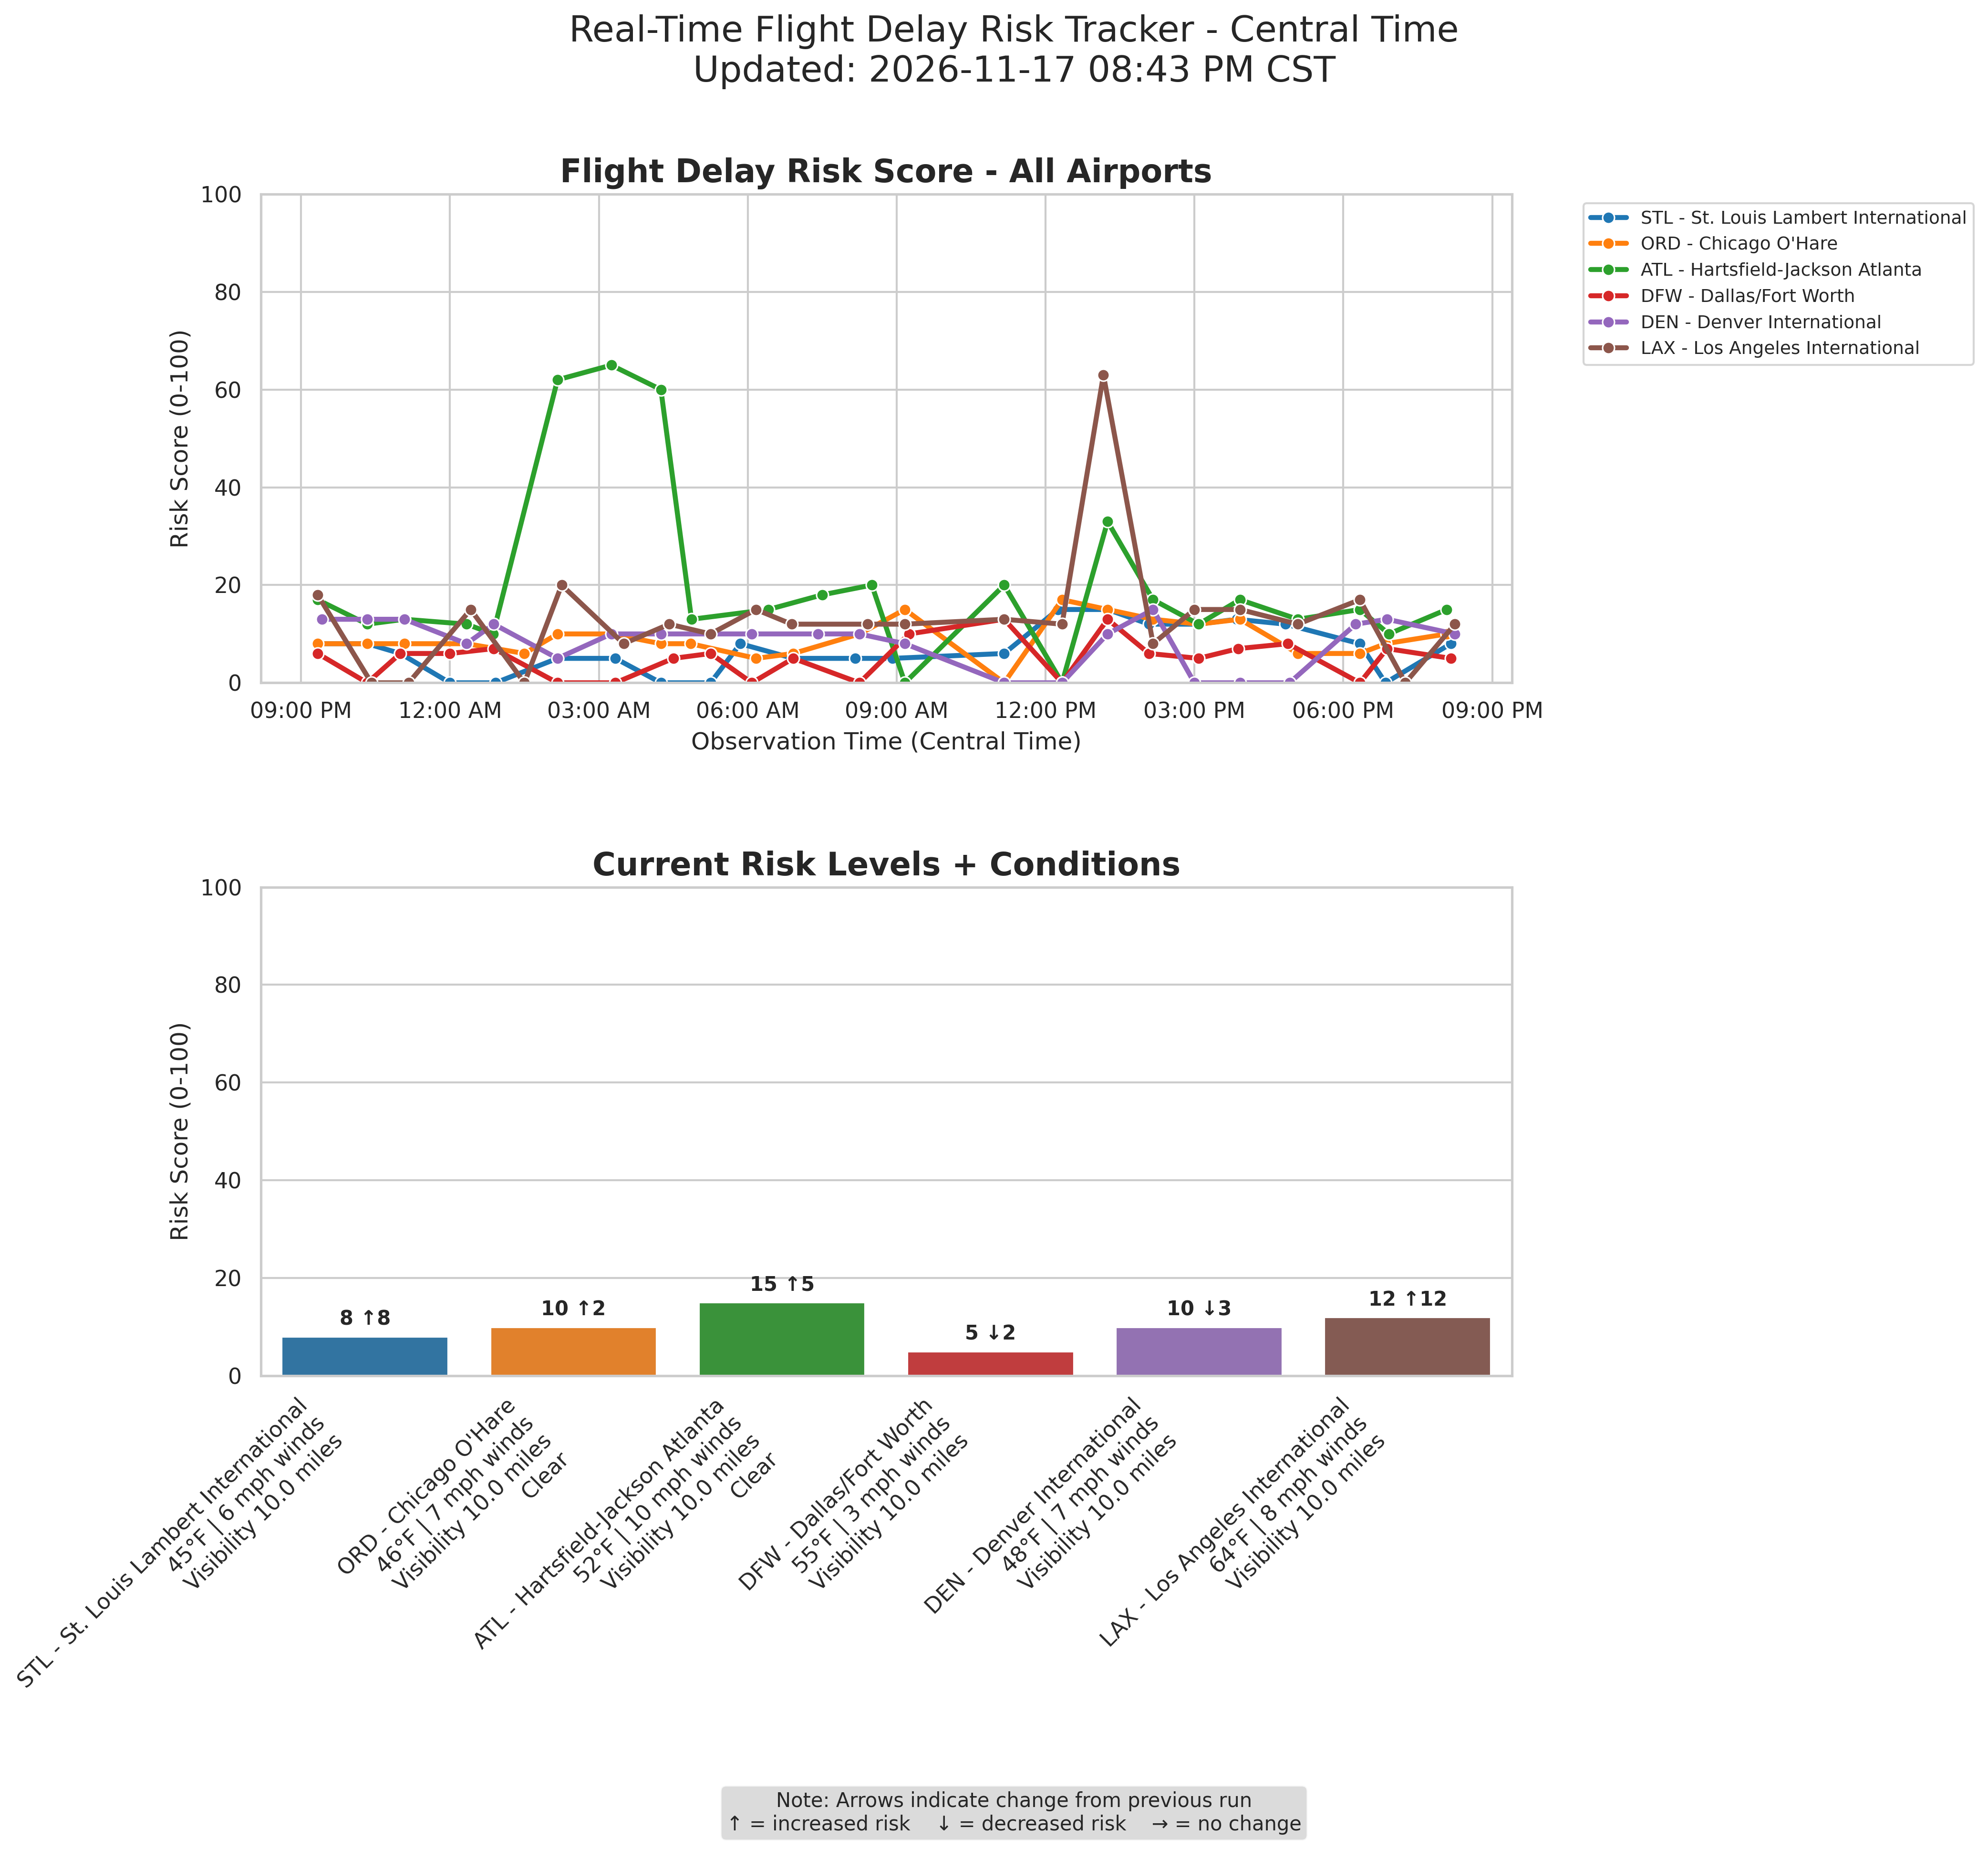 Real-Time Flight Delay Risk Tracker - Central Time
Updated: 2026-11-17 08:43 PM CST
Flight Delay Risk Score - All Airports
Risk Score (0-100)
100
80
60
40
20
0
09:00 PM
12:00 AM
03:00 AM
06:00 AM
09:00 AM
12:00 PM
03:00 PM
06:00 PM
09:00 PM
Observation Time (Central Time)
STL - St. Louis Lambert International
ORD - Chicago O'Hare
ATL - Hartsfield-Jackson Atlanta
DFW - Dallas/Fort Worth
DEN - Denver International
LAX - Los Angeles International
Current Risk Levels + Conditions
Risk Score (0-100)
100
80
60
40
20
0
8 ↑8
10 ↑2
15 ↑5
5 ↓2
10 ↓3
12 ↑12
STL - St. Louis Lambert International
45°F | 6 mph winds
Visibility 10.0 miles
ORD - Chicago O'Hare
46°F | 7 mph winds
Visibility 10.0 miles
Clear
ATL - Hartsfield-Jackson Atlanta
52°F | 10 mph winds
Visibility 10.0 miles
Clear
DFW - Dallas/Fort Worth
55°F | 3 mph winds
Visibility 10.0 miles
DEN - Denver International
48°F | 7 mph winds
Visibility 10.0 miles
LAX - Los Angeles International
64°F | 8 mph winds
Visibility 10.0 miles
Note: Arrows indicate change from previous run
↑ = increased risk ↓ = decreased risk → = no change